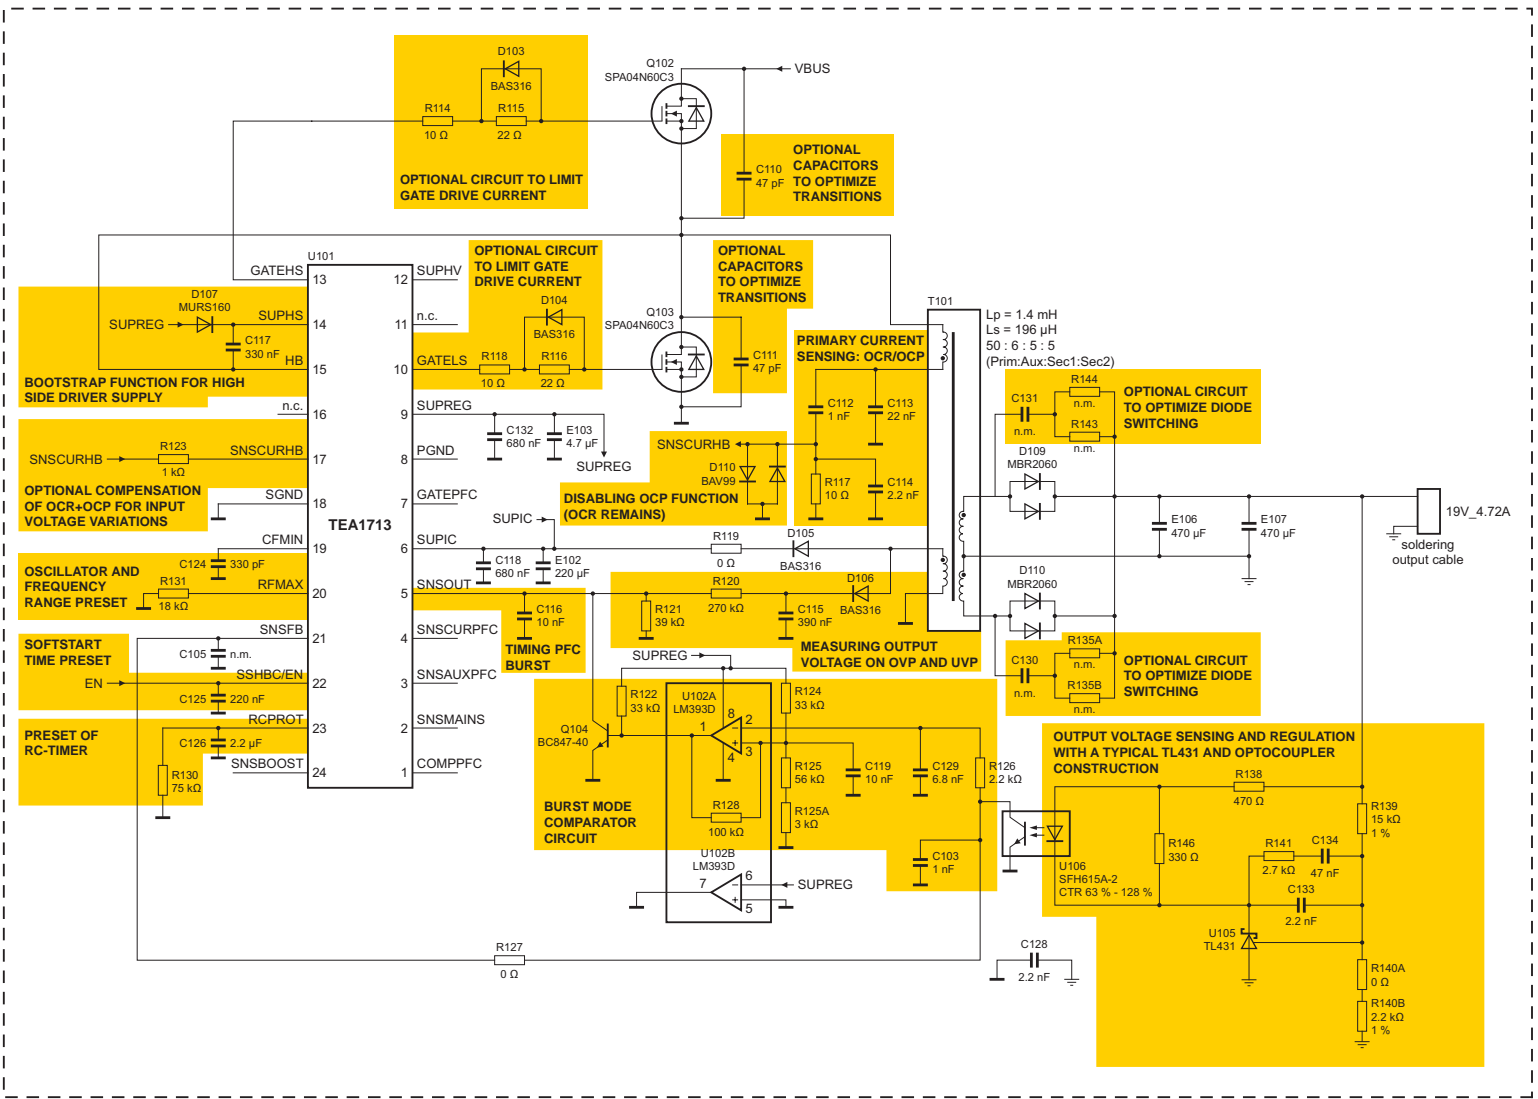 D103
BAS316
R114
10 Ω
R115
22 Ω
OPTIONAL CIRCUIT TO LIMIT
GATE DRIVE CURRENT
Q102
SPA04N60C3
VBUS
C110
47 pF
OPTIONAL
CAPACITORS
TO OPTIMIZE
TRANSITIONS
U101
TEA1713
GATEHS
13
SUPHS
14
HB
15
n.c.
16
SNSCURHB
17
SGND
18
CFMIN
19
RFMAX
20
SNSFB
21
SSHBC/EN
22
RCPROT
23
SNSBOOST
24
12
SUPHV
11
n.c.
10
GATELS
9
SUPREG
8
PGND
7
GATEPFC
6
SUPIC
5
SNSOUT
4
SNSCURPFC
3
SNSAUXPFC
2
SNSMAINS
1
COMPPFC
D107
MURS160
SUPREG
C117
330 nF
BOOTSTRAP FUNCTION FOR HIGH
SIDE DRIVER SUPPLY
R123
SNSCURHB
1 kΩ
OPTIONAL COMPENSATION
OF OCR+OCP FOR INPUT
VOLTAGE VARIATIONS
C124
330 pF
OSCILLATOR AND
FREQUENCY
RANGE PRESET
R131
18 kΩ
SOFTSTART
TIME PRESET
C105
n.m.
EN
C125
220 nF
PRESET OF
RC-TIMER
C126
2.2 µF
R130
75 kΩ
OPTIONAL CIRCUIT
TO LIMIT GATE
DRIVE CURRENT
D104
BAS316
R118
10 Ω
R116
22 Ω
Q103
SPA04N60C3
OPTIONAL
CAPACITORS
TO OPTIMIZE
TRANSITIONS
C111
47 pF
C132
680 nF
E103
4.7 µF
SUPREG
PRIMARY CURRENT
SENSING: OCR/OCP
C112
1 nF
C113
22 nF
SNSCURHB
D110
BAV99
R117
10 Ω
C114
2.2 nF
DISABLING OCP FUNCTION
(OCR REMAINS)
SUPIC
C118
680 nF
E102
220 µF
R119
0 Ω
D105
BAS316
R120
270 kΩ
D106
BAS316
C116
10 nF
R121
39 kΩ
C115
390 nF
TIMING PFC
BURST
MEASURING OUTPUT
VOLTAGE ON OVP AND UVP
T101
Lp = 1.4 mH
Ls = 196 µH
50 : 6 : 5 : 5
(Prim:Aux:Sec1:Sec2)
R144
n.m.
C131
n.m.
R143
n.m.
OPTIONAL CIRCUIT
TO OPTIMIZE DIODE
SWITCHING
D109
MBR2060
E106
470 µF
E107
470 µF
19V_4.72A
soldering
output cable
D110
MBR2060
R135A
n.m.
C130
n.m.
R135B
n.m.
OPTIONAL CIRCUIT
TO OPTIMIZE DIODE
SWITCHING
SUPREG
R122
33 kΩ
U102A
LM393D
R124
33 kΩ
Q104
BC847-40
8
1
2
3
4
−
+
R125
56 kΩ
C119
10 nF
C129
6.8 nF
R126
2.2 kΩ
R128
100 kΩ
R125A
3 kΩ
BURST MODE
COMPARATOR
CIRCUIT
U102B
LM393D
7
6
5
−
+
SUPREG
C103
1 nF
R127
0 Ω
C128
2.2 nF
OUTPUT VOLTAGE SENSING AND REGULATION
WITH A TYPICAL TL431 AND OPTOCOUPLER
CONSTRUCTION
R138
470 Ω
R139
15 kΩ
1 %
R146
330 Ω
R141
2.7 kΩ
C134
47 nF
U106
SFH615A-2
CTR 63 % - 128 %
C133
2.2 nF
U105
TL431
R140A
0 Ω
R140B
2.2 kΩ
1 %